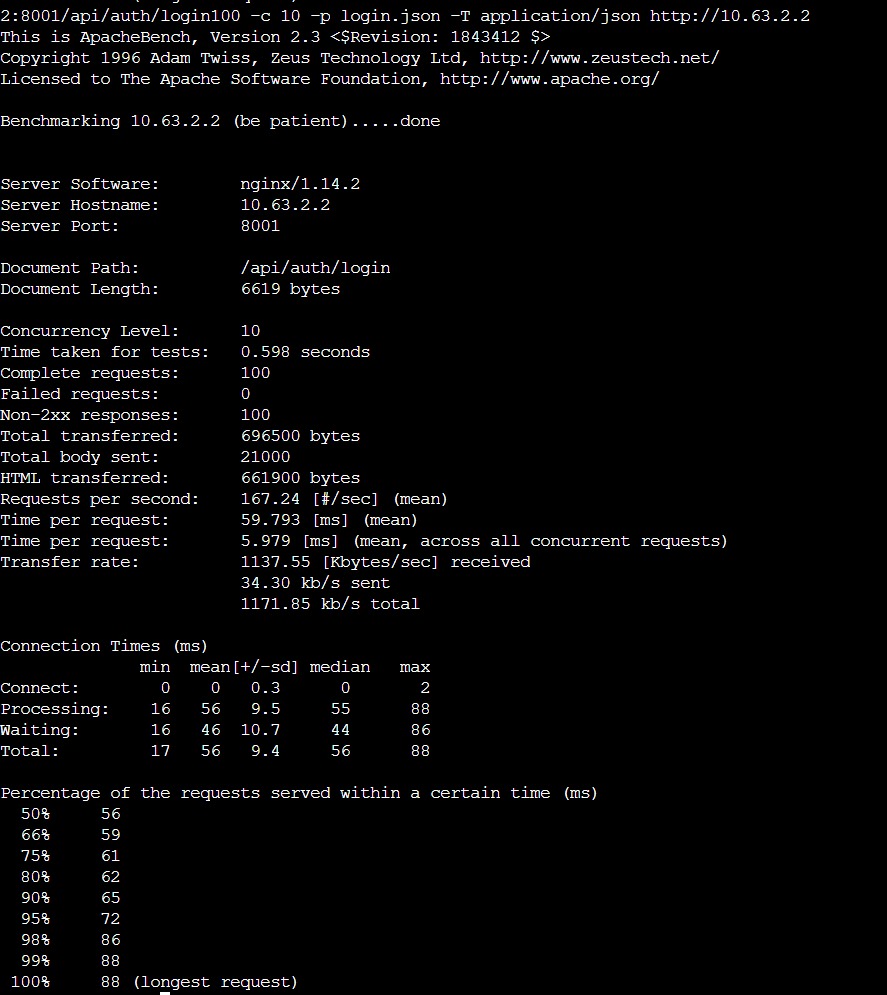 2:8001/api/auth/login100 -c 10 -p login.json -T application/json http://10.63.2.2
This is ApacheBench, Version 2.3 <$Revision: 1843412 $>
Copyright 1996 Adam Twiss, Zeus Technology Ltd, http://www.zeustech.net/
Licensed to The Apache Software Foundation, http://www.apache.org/

Benchmarking 10.63.2.2 (be patient).....done


Server Software:        nginx/1.14.2
Server Hostname:        10.63.2.2
Server Port:            8001

Document Path:          /api/auth/login
Document Length:        6619 bytes

Concurrency Level:      10
Time taken for tests:   0.598 seconds
Complete requests:      100
Failed requests:        0
Non-2xx responses:      100
Total transferred:      696500 bytes
Total body sent:        21000
HTML transferred:       661900 bytes
Requests per second:    167.24 [#/sec] (mean)
Time per request:       59.793 [ms] (mean)
Time per request:       5.979 [ms] (mean, across all concurrent requests)
Transfer rate:          1137.55 [Kbytes/sec] received
                        34.30 kb/s sent
                        1171.85 kb/s total

Connection Times (ms)
              min  mean[+/-sd] median   max
Connect:        0    0   0.3      0       2
Processing:    16   56   9.5     55      88
Waiting:       16   46  10.7     44      86
Total:         17   56   9.4     56      88

Percentage of the requests served within a certain time (ms)
  50%     56
  66%     59
  75%     61
  80%     62
  90%     65
  95%     72
  98%     86
  99%     88
 100%     88 (longest request)